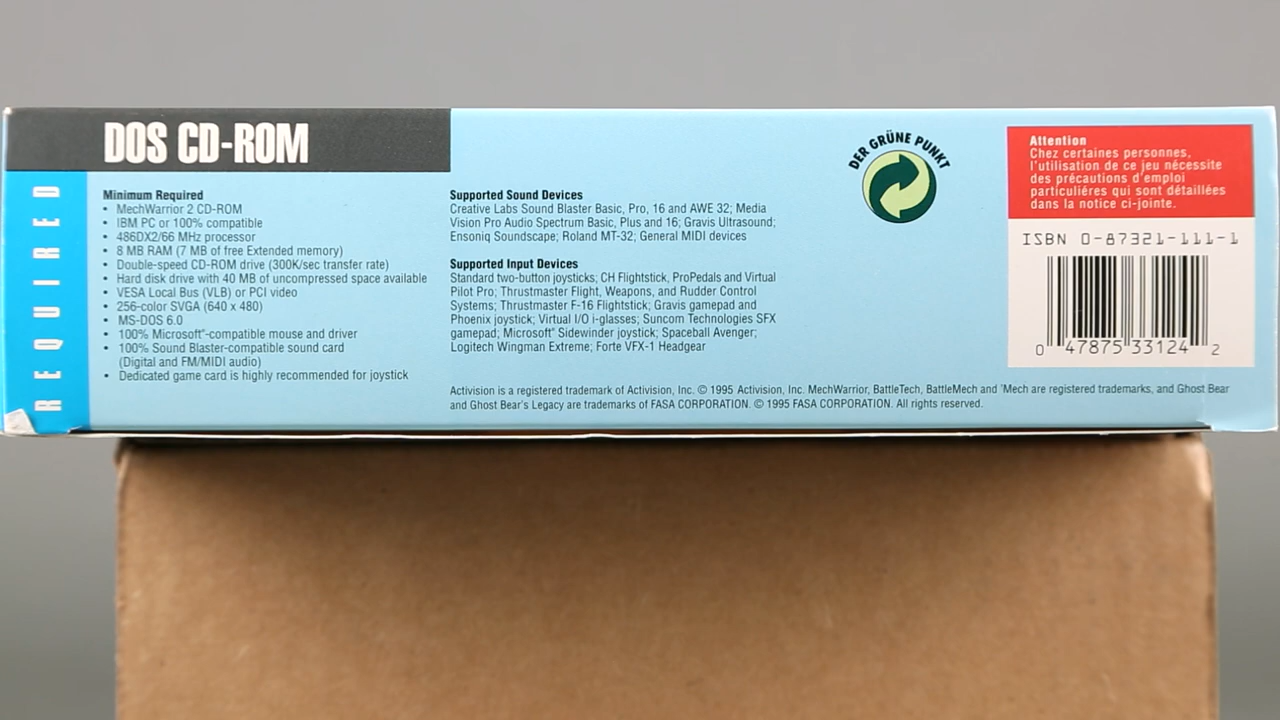 DOS CD-ROM
REQUIRED
Minimum Required
• MechWarrior 2 CD-ROM
• IBM PC or 100% compatible
• 486DX2/66 MHz processor
• 8 MB RAM (7 MB of free Extended memory)
• Double-speed CD-ROM drive (300K/sec transfer rate)
• Hard disk drive with 40 MB of uncompressed space available
• VESA Local Bus (VLB) or PCI video
• 256-color SVGA (640 x 480)
• MS-DOS 6.0
• 100% Microsoft®-compatible mouse and driver
• 100% Sound Blaster-compatible sound card
(Digital and FM/MIDI audio)
• Dedicated game card is highly recommended for joystick
Supported Sound Devices
Creative Labs Sound Blaster Basic, Pro, 16 and AWE 32; Media
Vision Pro Audio Spectrum Basic, Plus and 16; Gravis Ultrasound;
Ensoniq Soundscape; Roland MT-32; General MIDI devices
Supported Input Devices
Standard two-button joysticks; CH Flightstick, ProPedals and Virtual
Pilot Pro; Thrustmaster Flight, Weapons, and Rudder Control
Systems; Thrustmaster F-16 Flightstick; Gravis gamepad and
Phoenix joystick; Virtual I/O i-glasses; Suncom Technologies SFX
gamepad; Microsoft® Sidewinder joystick; Spaceball Avenger;
Logitech Wingman Extreme; Forte VFX-1 Headgear
Activision is a registered trademark of Activision, Inc. © 1995 Activision, Inc. MechWarrior, BattleTech, BattleMech and 'Mech are registered trademarks, and Ghost Bear
and Ghost Bear's Legacy are trademarks of FASA CORPORATION. © 1995 FASA CORPORATION. All rights reserved.
DER GRÜNE PUNKT
Attention
Chez certaines personnes,
l'utilisation de ce jeu nécessite
des précautions d'emploi
particuliéres qui sont détaillées
dans la notice ci-jointe.
ISBN 0-87321-111-1
0 47875 33124 2